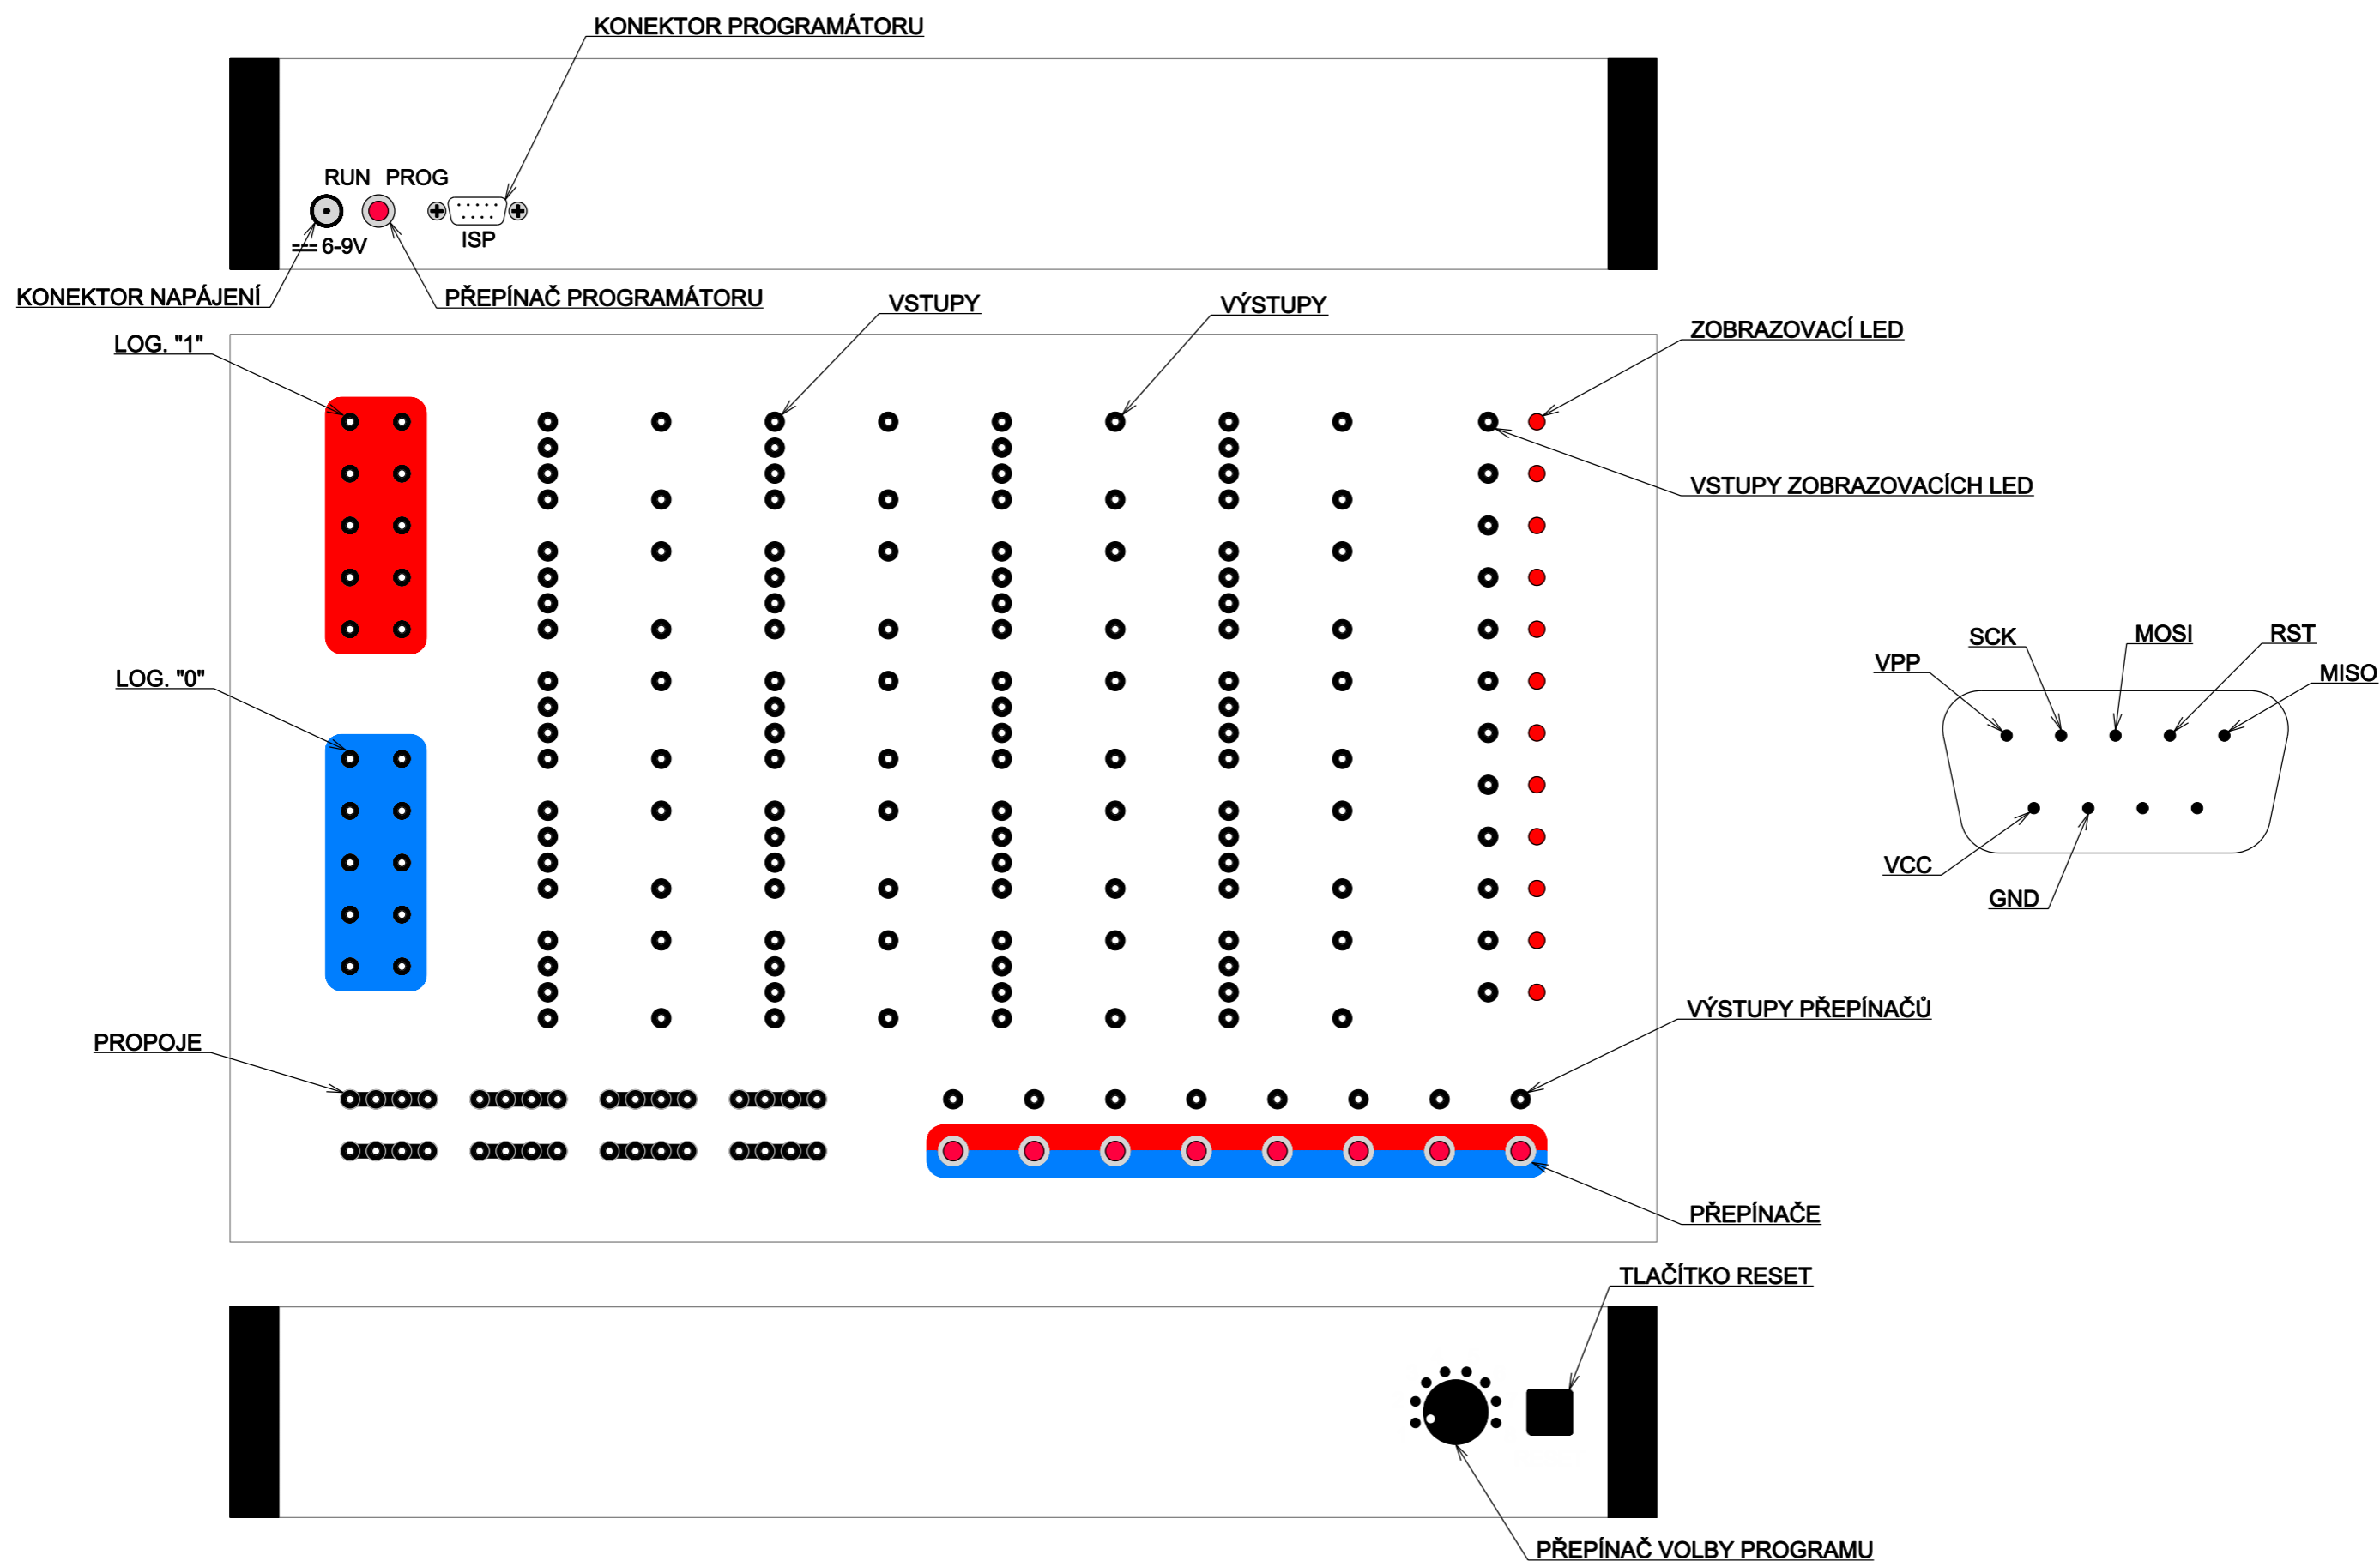 KONEKTOR PROGRAMÁTORU
RUN PROG
ISP
6-9V
KONEKTOR NAPÁJENÍ
PŘEPÍNAČ PROGRAMÁTORU
VSTUPY
VÝSTUPY
ZOBRAZOVACÍ LED
LOG. "1"
VSTUPY ZOBRAZOVACÍCH LED
SCK
MOSI
RST
VPP
MISO
LOG. "0"
VCC
GND
VÝSTUPY PŘEPÍNAČŮ
PROPOJE
PŘEPÍNAČE
TLAČÍTKO RESET
PŘEPÍNAČ VOLBY PROGRAMU